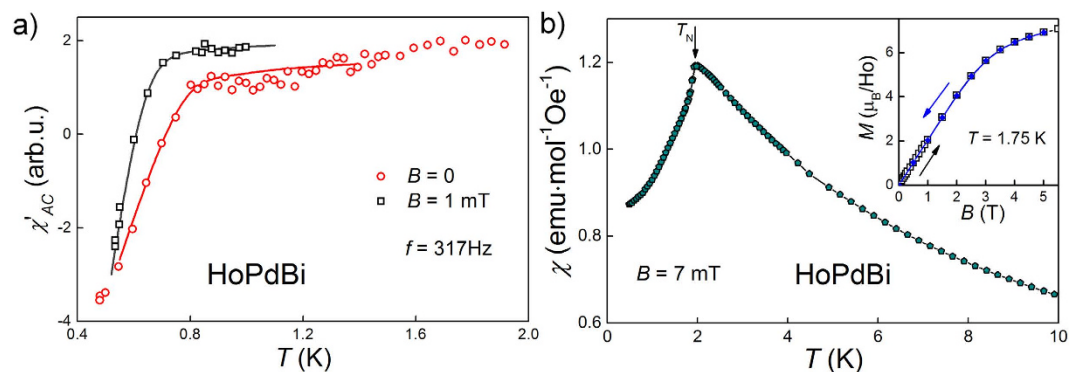 a)
2
0
-2
-4
χ'AC (arb.u.)
B = 0
B = 1 mT
f = 317Hz
HoPdBi
0.4 0.8 1.2 1.6 2.0
T (K)
b)
1.2
1.0
0.8
0.6
χ (emu·mol⁻¹Oe⁻¹)
TN
B = 7 mT
HoPdBi
0 2 4 6 8 10
T (K)
6
4
2
0
M (μB/Ho)
T = 1.75 K
0 1 2 3 4 5
B (T)